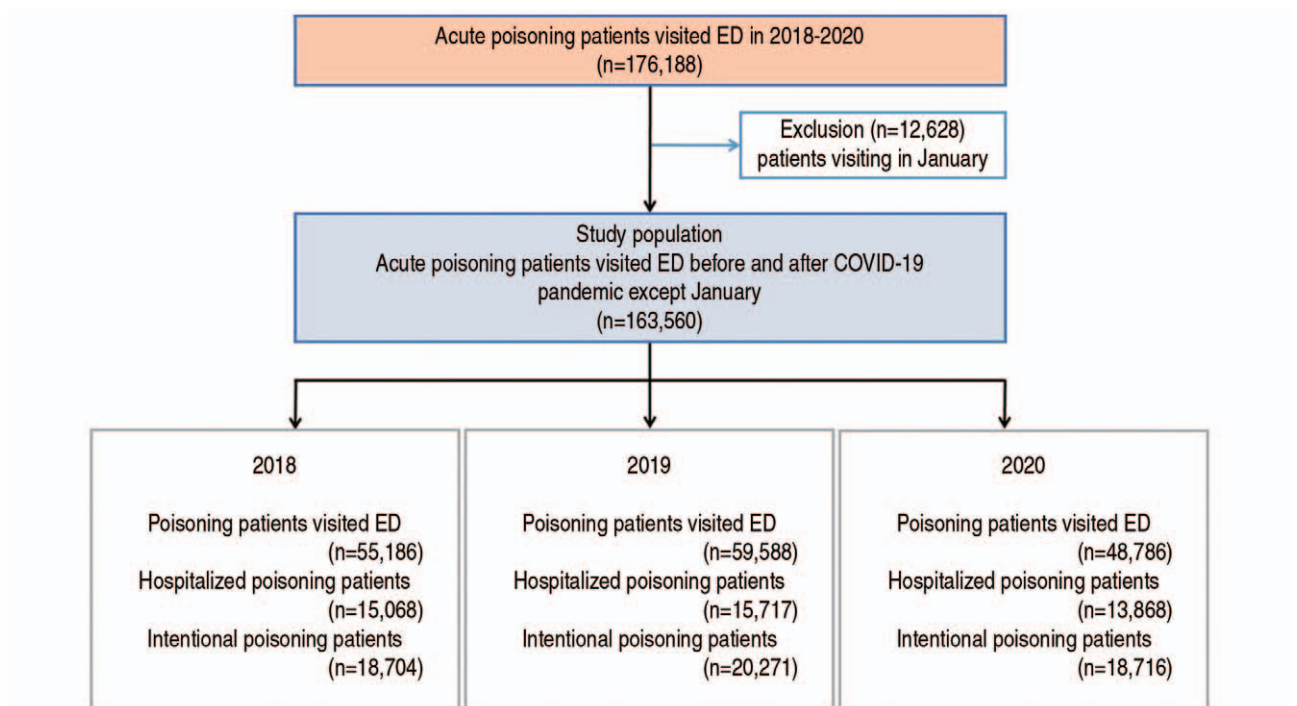 Acute poisoning patients visited ED in 2018-2020
(n=176,188)
Exclusion (n=12,628)
patients visiting in January
Study population
Acute poisoning patients visited ED before and after COVID-19
pandemic except January
(n=163,560)
2018
Poisoning patients visited ED
(n=55,186)
Hospitalized poisoning patients
(n=15,068)
Intentional poisoning patients
(n=18,704)
2019
Poisoning patients visited ED
(n=59,588)
Hospitalized poisoning patients
(n=15,717)
Intentional poisoning patients
(n=20,271)
2020
Poisoning patients visited ED
(n=48,786)
Hospitalized poisoning patients
(n=13,868)
Intentional poisoning patients
(n=18,716)